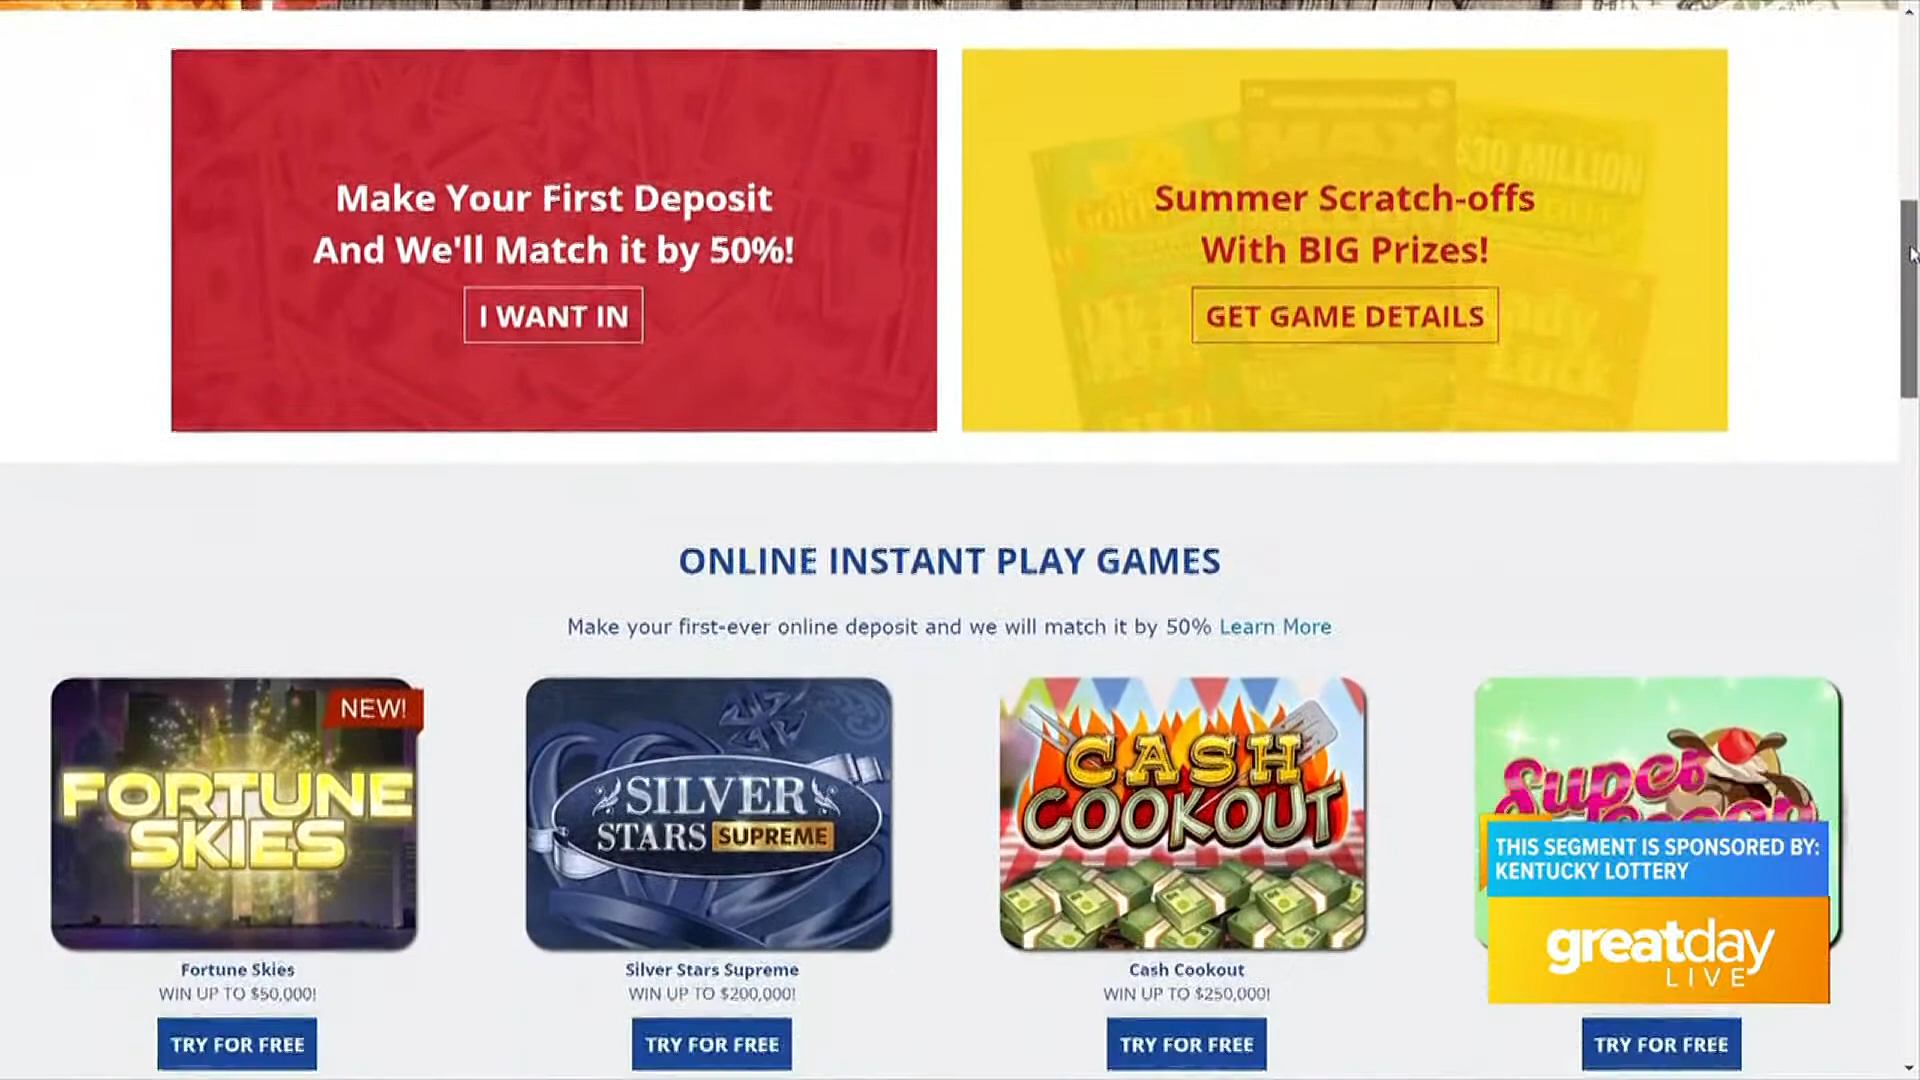 Make Your First Deposit
And We'll Match it by 50%!
I WANT IN
$30 MILLION
Summer Scratch-offs
With BIG Prizes!
GET GAME DETAILS
ONLINE INSTANT PLAY GAMES
Make your first-ever online deposit and we will match it by 50% Learn More
NEW!
FORTUNE
SKIES
SILVER
STARS SUPREME
CASH
COOKOUT
Super
THIS SEGMENT IS SPONSORED BY:
KENTUCKY LOTTERY
greatday
LIVE
Fortune Skies
WIN UP TO $50,000!
TRY FOR FREE
Silver Stars Supreme
WIN UP TO $200,000!
TRY FOR FREE
Cash Cookout
WIN UP TO $250,000!
TRY FOR FREE
TRY FOR FREE